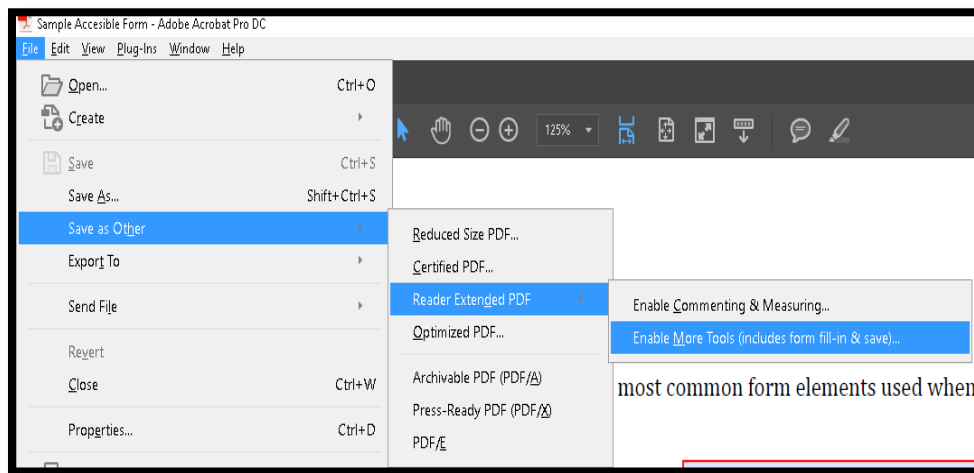 Sample Accesible Form - Adobe Acrobat Pro DC
File Edit View Plug-Ins Window Help
Open... Ctrl+O
Create
125%
Save Ctrl+S
Save As... Shift+Ctrl+S
Save as Other
Export To
Send File
Revert
Close Ctrl+W
Properties... Ctrl+D
Reduced Size PDF...
Certified PDF...
Reader Extended PDF
Optimized PDF...
Archivable PDF (PDF/A)
Press-Ready PDF (PDF/X)
PDF/E
Enable Commenting & Measuring...
Enable More Tools (includes form fill-in & save)...
most common form elements used when